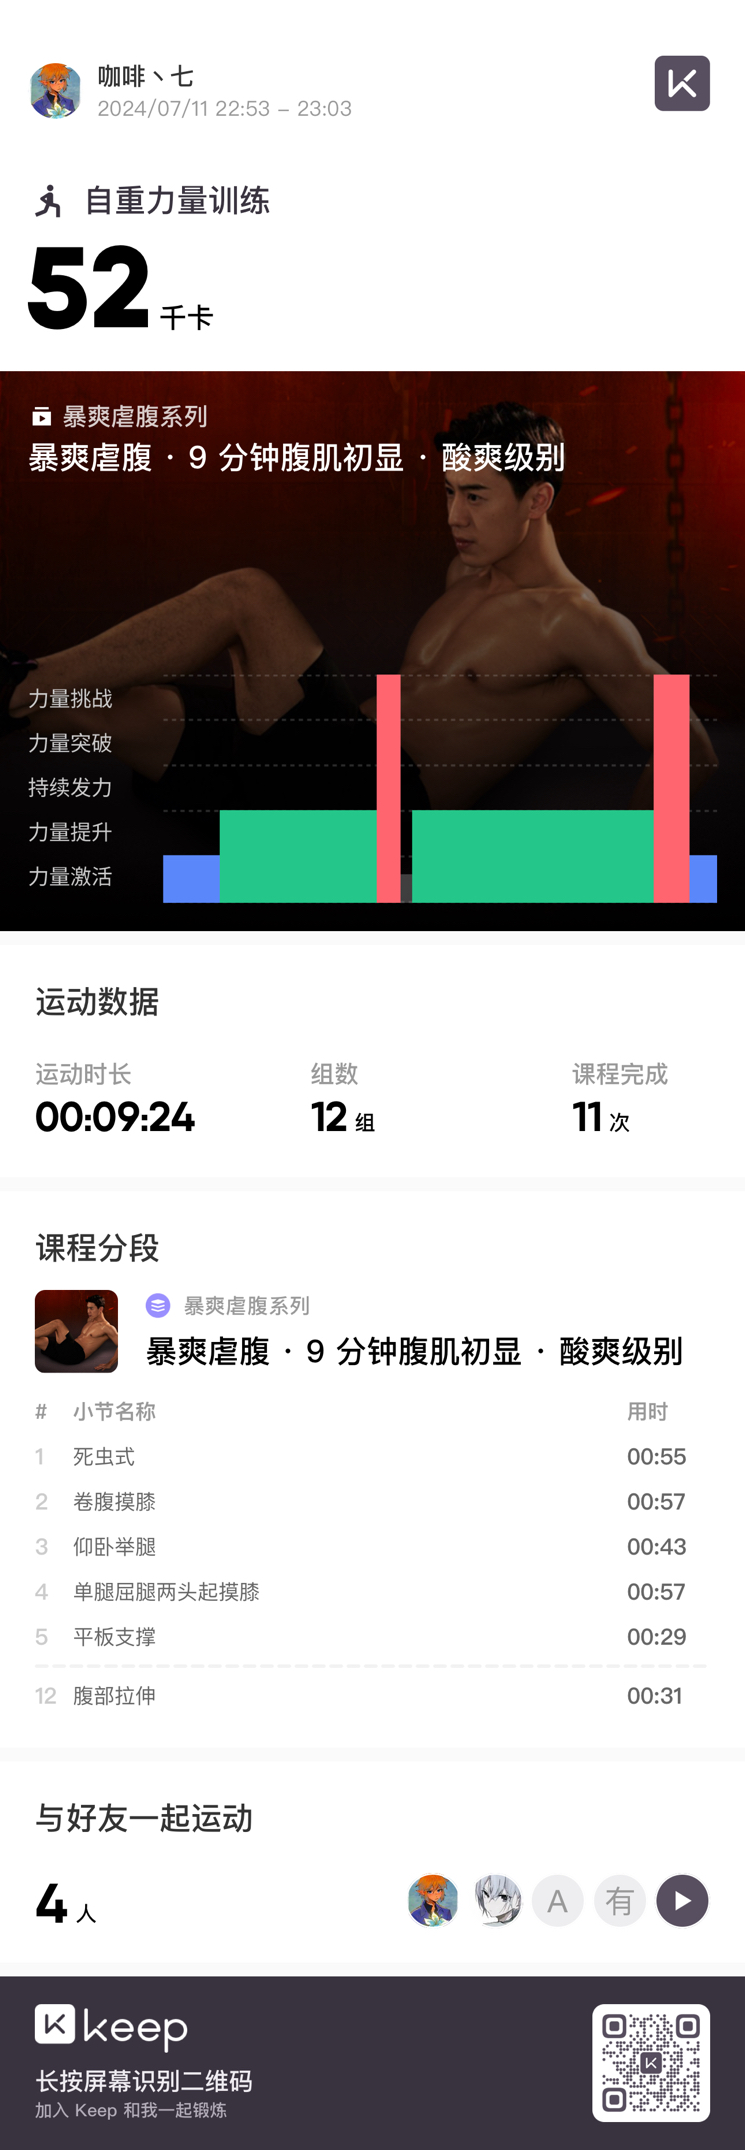 咖啡丶七
2024/07/11 22:53 – 23:03
自重力量训练
52 千卡
暴爽虐腹系列
暴爽虐腹 · 9 分钟腹肌初显 · 酸爽级别
力量挑战
力量突破
持续发力
力量提升
力量激活
运动数据
运动时长 组数 课程完成
00:09:24 12 组 11 次
课程分段
暴爽虐腹系列
暴爽虐腹 · 9 分钟腹肌初显 · 酸爽级别
# 小节名称 用时
1 死虫式 00:55
2 卷腹摸膝 00:57
3 仰卧举腿 00:43
4 单腿屈腿两头起摸膝 00:57
5 平板支撑 00:29
12 腹部拉伸 00:31
与好友一起运动
4 人 A 有
keep
长按屏幕识别二维码
加入 Keep 和我一起锻炼